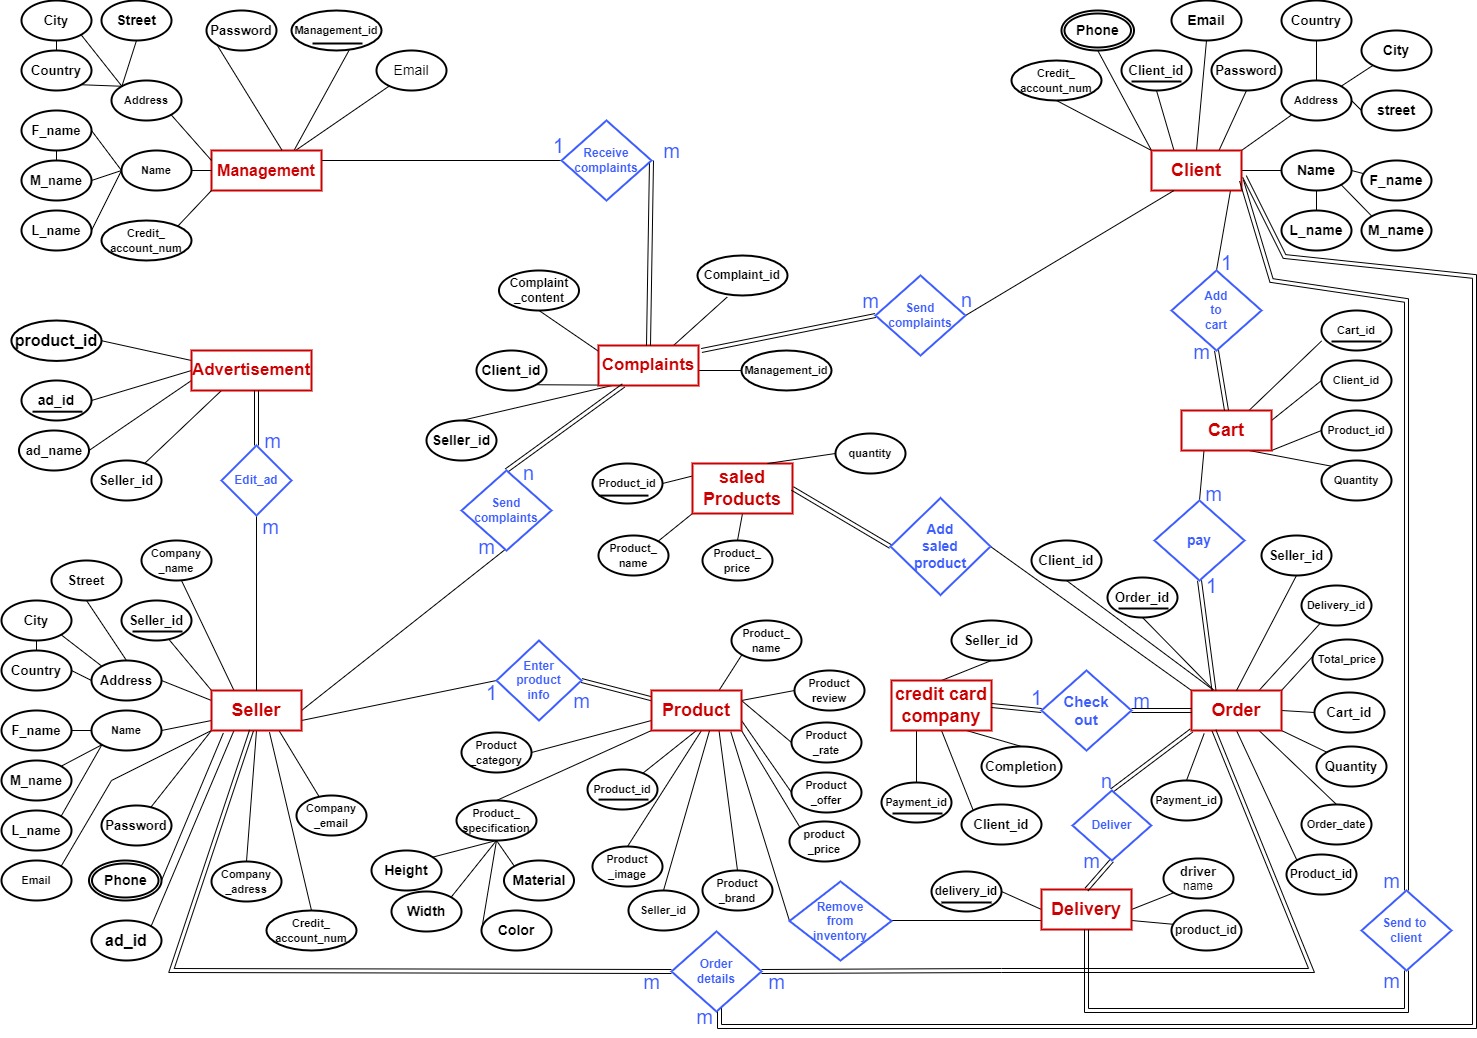 City
Street
Country
Address
Password
Management_id
Email
F_name
M_name
L_name
Name
Management
Credit_
account_num
1
Receive
complaints
m
Phone
Email
Country
Credit_
account_num
Client_id
Password
City
Address
street
Client
Name
F_name
L_name
M_name
Complaint
_content
Complaint_id
m
Send
complaints
n
1
Add
to
cart
m
Cart_id
Client_id
Product_id
Quantity
Cart
product_id
Advertisement
ad_id
ad_name
Seller_id
m
Edit_ad
m
Client_id
Complaints
Management_id
Seller_id
n
Send
complaints
m
Product_id
saled
Products
quantity
Product_
name
Product_
price
Add
saled
product
m
pay
1
Company
_name
Street
City
Seller_id
Country
Address
F_name
Name
M_name
L_name
Email
Password
Phone
ad_id
Seller
Company
_email
Company
_adress
Credit_
account_num
1
Enter
product
info
m
Product_
name
Product
review
Product
_rate
Product
_offer
product
_price
Product
Product
_category
Product_id
Product_
specification
Height
Width
Color
Material
Product
_image
Seller_id
Product
_brand
Seller_id
credit card
company
Payment_id
Client_id
Completion
1
Check
out
m
Client_id
Order_id
Seller_id
Delivery_id
Total_price
Order
Cart_id
Quantity
Order_date
Product_id
Payment_id
n
Deliver
m
delivery_id
Delivery
driver
name
product_id
Remove
from
inventory
m
Send to
client
m
m
Order
details
m
m